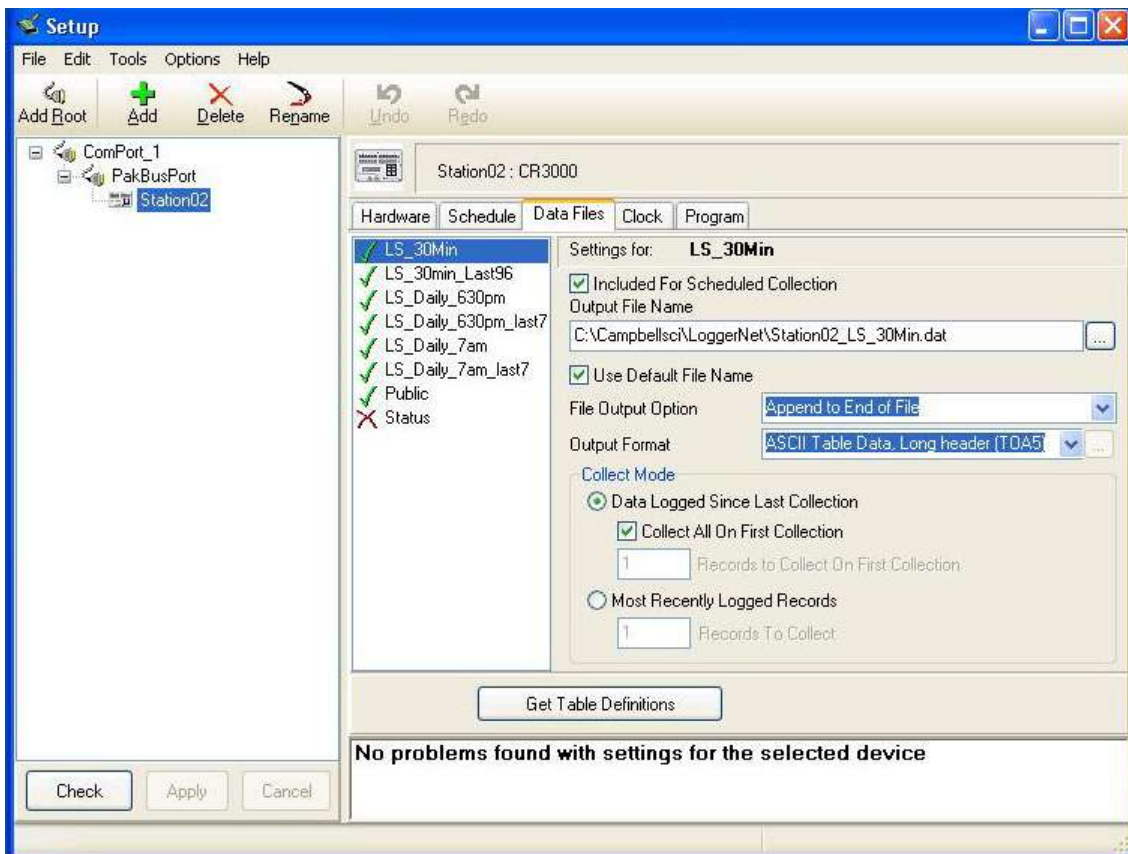 Setup
File Edit Tools Options Help
Add Root Add Delete Rename Undo Redo
ComPort_1
PakBusPort
Station02
Station02 : CR3000
Hardware Schedule Data Files Clock Program
LS_30Min
LS_30min_Last96
LS_Daily_630pm
LS_Daily_630pm_last7
LS_Daily_7am
LS_Daily_7am_last7
Public
Status
Settings for: LS_30Min
Included For Scheduled Collection
Output File Name
C:\Campbellsci\LoggerNet\Station02_LS_30Min.dat
...
Use Default File Name
File Output Option Append to End of File
Output Format ASCII Table Data, Long header (TOA5) ...
Collect Mode
Data Logged Since Last Collection
Collect All On First Collection
1 Records to Collect On First Collection
Most Recently Logged Records
1 Records To Collect
Get Table Definitions
No problems found with settings for the selected device
Check Apply Cancel